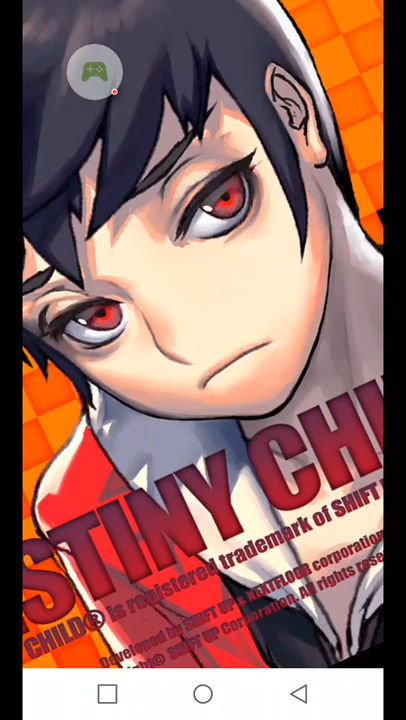 STINY CHI
CHILD® is registered trademark of SHIFT
Developed by SHIFT UP & NEXTFLOOR corporation
© SHIFT UP Corporation. All rights rese